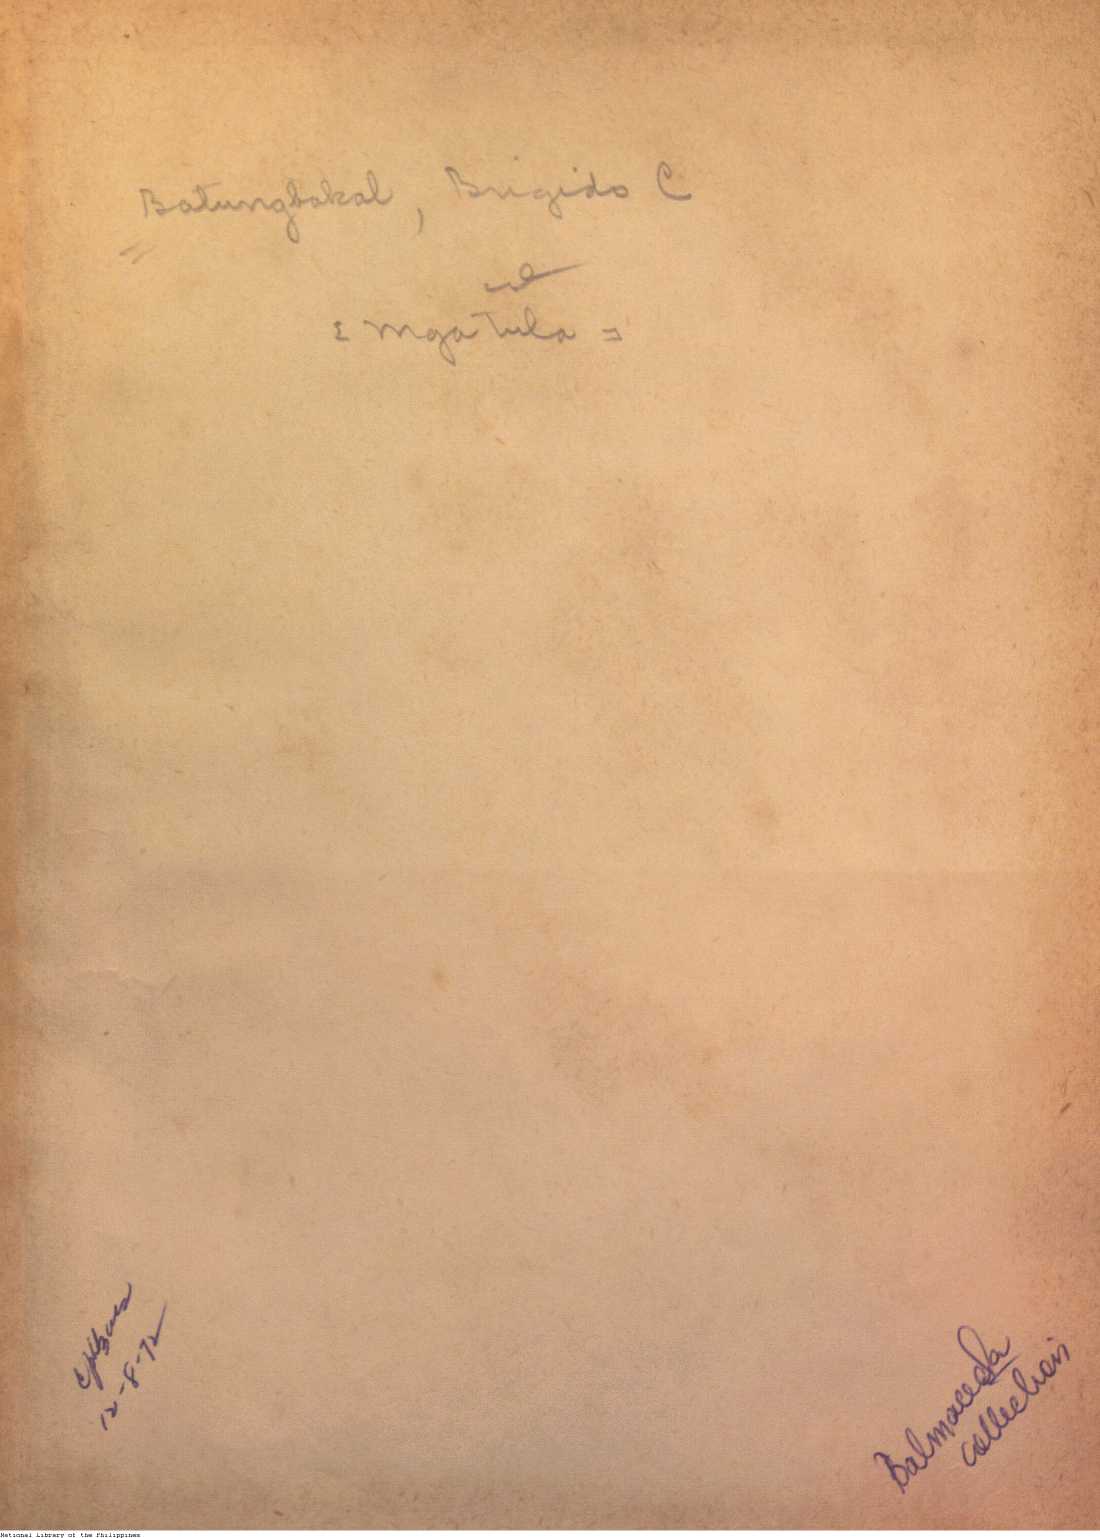 Batungbakal, Brigido C
[Mga Tula]
12-8-72
Balmaceda
collection
National Library of the Philippines